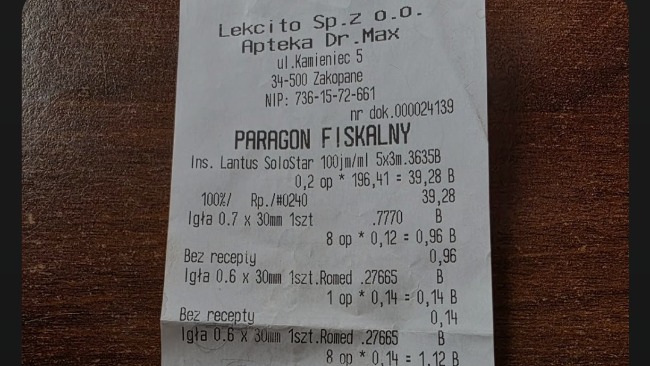 Lekcito Sp.z o.o.
Apteka Dr.Max
ul.Kamieniec 5
34-500 Zakopane
NIP: 736-15-72-661
nr dok.000024139
PARAGON FISKALNY
Ins. Lantus SoloStar 100jm/ml 5x3m.3635B
0,2 op * 196,41 = 39,28 B
100%/ Rp./#0240 39,28
Igła 0.7 x 30mm 1szt .7770 B
8 op * 0,12 = 0,96 B
Bez recepty 0,96
Igła 0.6 x 30mm 1szt.Romed .27665 B
1 op * 0,14 = 0,14 B
Bez recepty 0,14
Igła 0.6 x 30mm 1szt.Romed .27665 B
8 op * 0,14 = 1,12 B